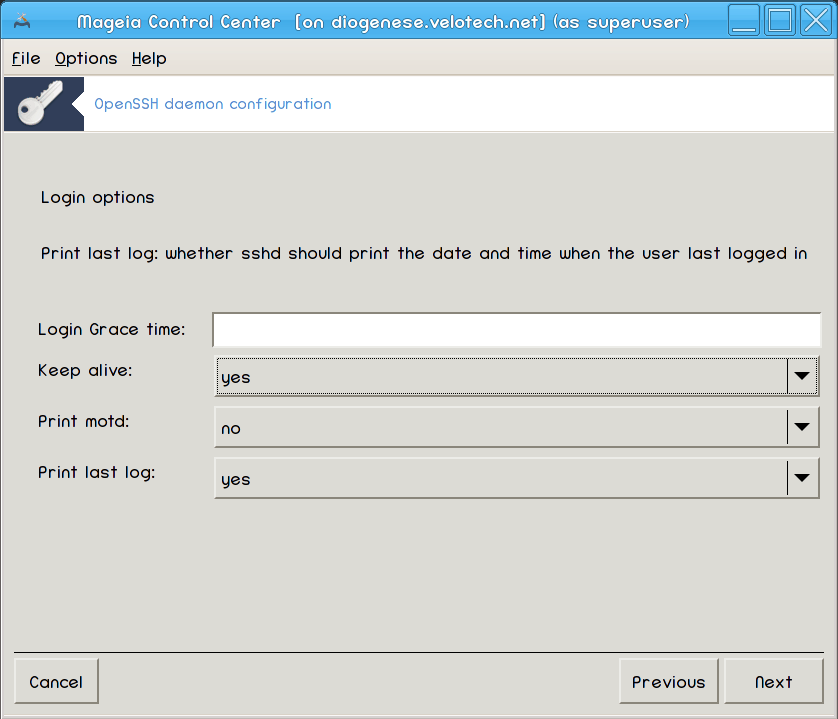 Mageia Control Center [on diogenese.velotech.net] (as superuser)
File Options Help
OpenSSH daemon configuration
Login options
Print last log: whether sshd should print the date and time when the user last logged in
Login Grace time:
Keep alive: yes
Print motd: no
Print last log: yes
Cancel Previous Next